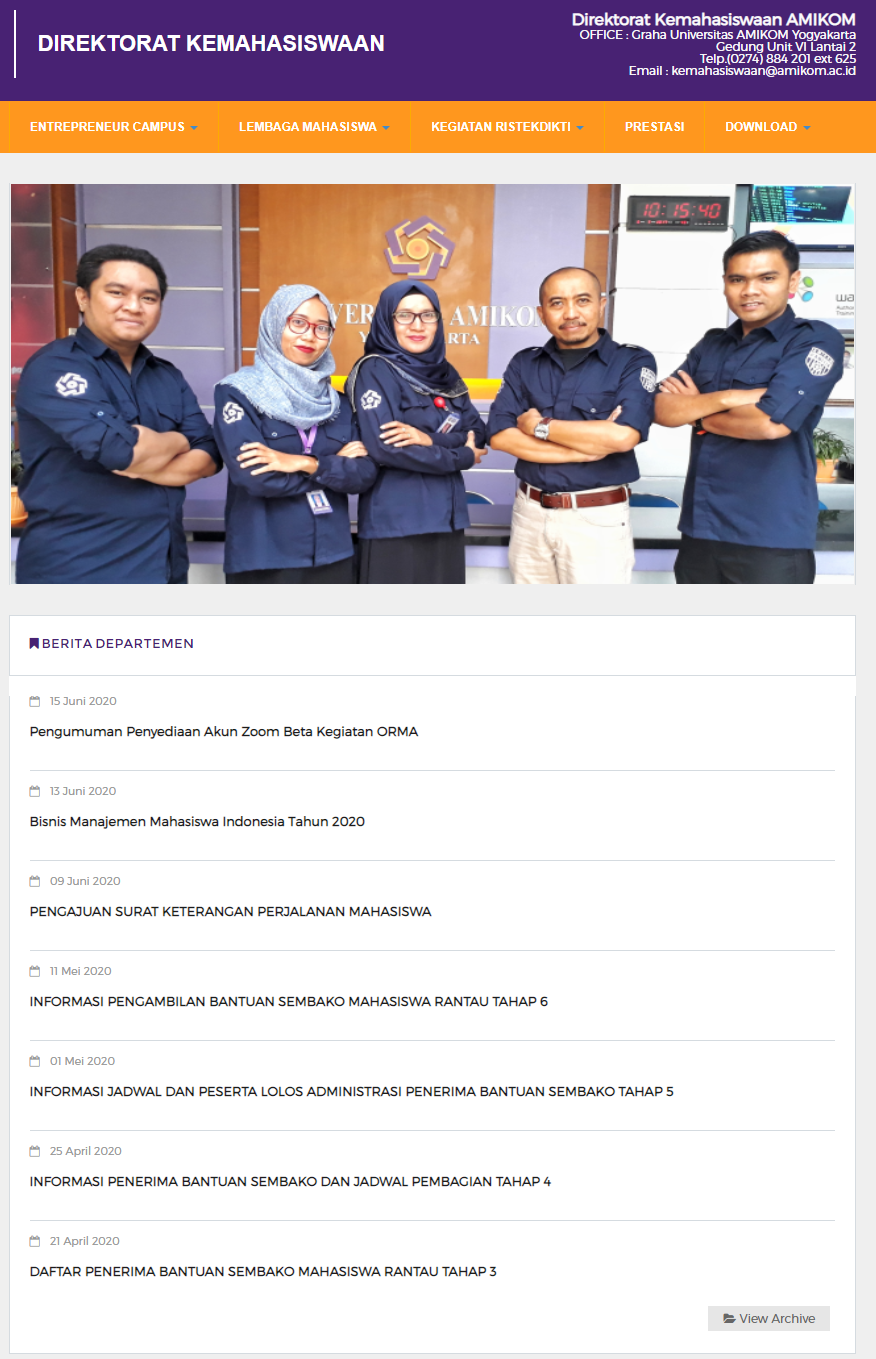 DIREKTORAT KEMAHASISWAAN
Direktorat Kemahasiswaan AMIKOM
OFFICE : Graha Universitas AMIKOM Yogyakarta
Gedung Unit VI Lantai 2
Telp.(0274) 884 201 ext 625
Email : kemahasiswaan@amikom.ac.id
ENTREPRENEUR CAMPUS LEMBAGA MAHASISWA KEGIATAN RISTEKDIKTI PRESTASI DOWNLOAD
10:15:40
VER AMIKO
Y RTA
BERITA DEPARTEMEN
15 Juni 2020
Pengumuman Penyediaan Akun Zoom Beta Kegiatan ORMA
13 Juni 2020
Bisnis Manajemen Mahasiswa Indonesia Tahun 2020
09 Juni 2020
PENGAJUAN SURAT KETERANGAN PERJALANAN MAHASISWA
11 Mei 2020
INFORMASI PENGAMBILAN BANTUAN SEMBAKO MAHASISWA RANTAU TAHAP 6
01 Mei 2020
INFORMASI JADWAL DAN PESERTA LOLOS ADMINISTRASI PENERIMA BANTUAN SEMBAKO TAHAP 5
25 April 2020
INFORMASI PENERIMA BANTUAN SEMBAKO DAN JADWAL PEMBAGIAN TAHAP 4
21 April 2020
DAFTAR PENERIMA BANTUAN SEMBAKO MAHASISWA RANTAU TAHAP 3
View Archive